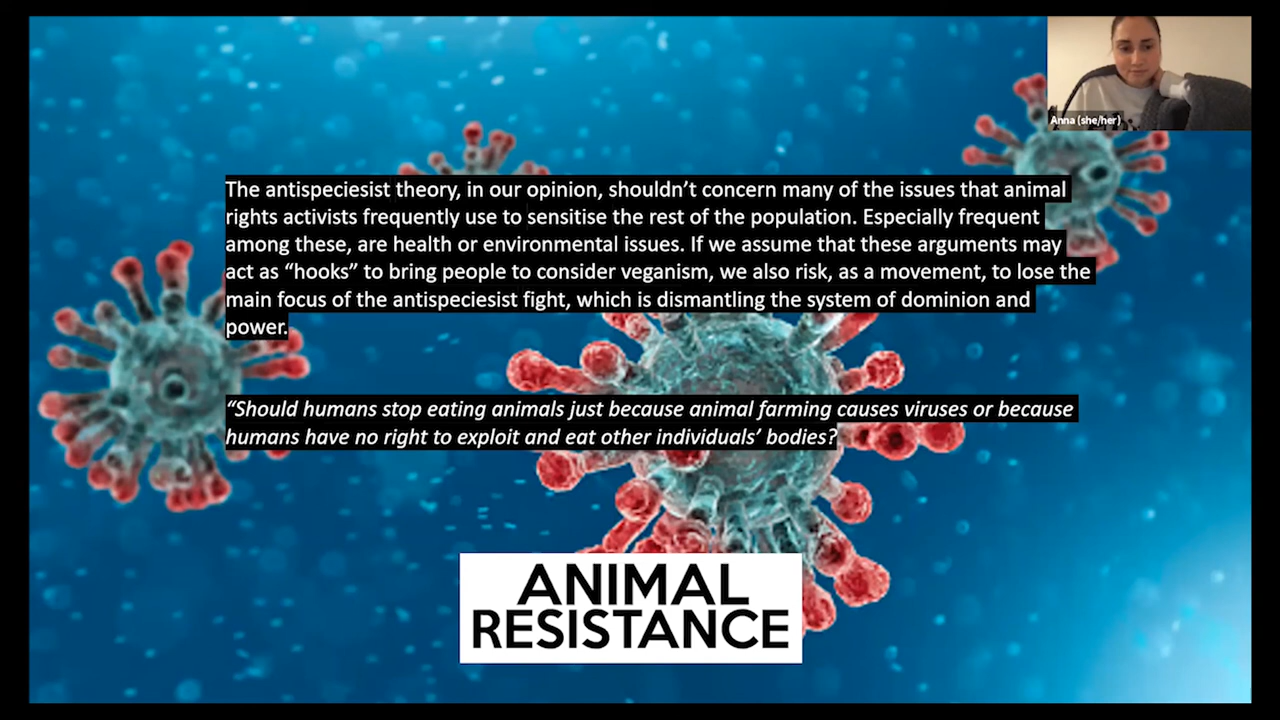 Anna (she/her)
The antispeciesist theory, in our opinion, shouldn't concern many of the issues that animal
rights activists frequently use to sensitise the rest of the population. Especially frequent
among these, are health or environmental issues. If we assume that these arguments may
act as “hooks” to bring people to consider veganism, we also risk, as a movement, to lose the
main focus of the antispeciesist fight, which is dismantling the system of dominion and
power.
“Should humans stop eating animals just because animal farming causes viruses or because
humans have no right to exploit and eat other individuals’ bodies?
ANIMAL
RESISTANCE